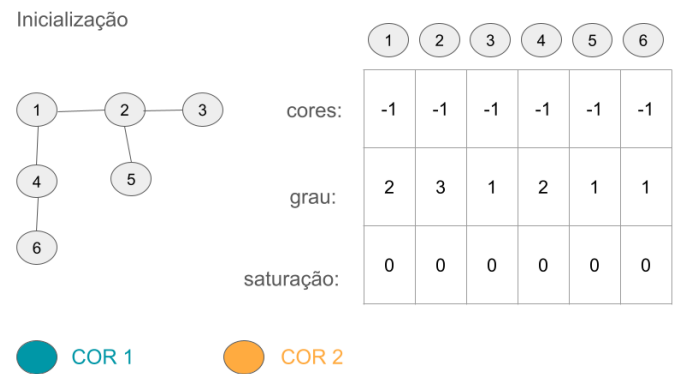 Inicialização
1 2 3 4 5 6
1 2 3
cores: -1 -1 -1 -1 -1 -1
4 5
grau: 2 3 1 2 1 1
6
saturação: 0 0 0 0 0 0
COR 1 COR 2